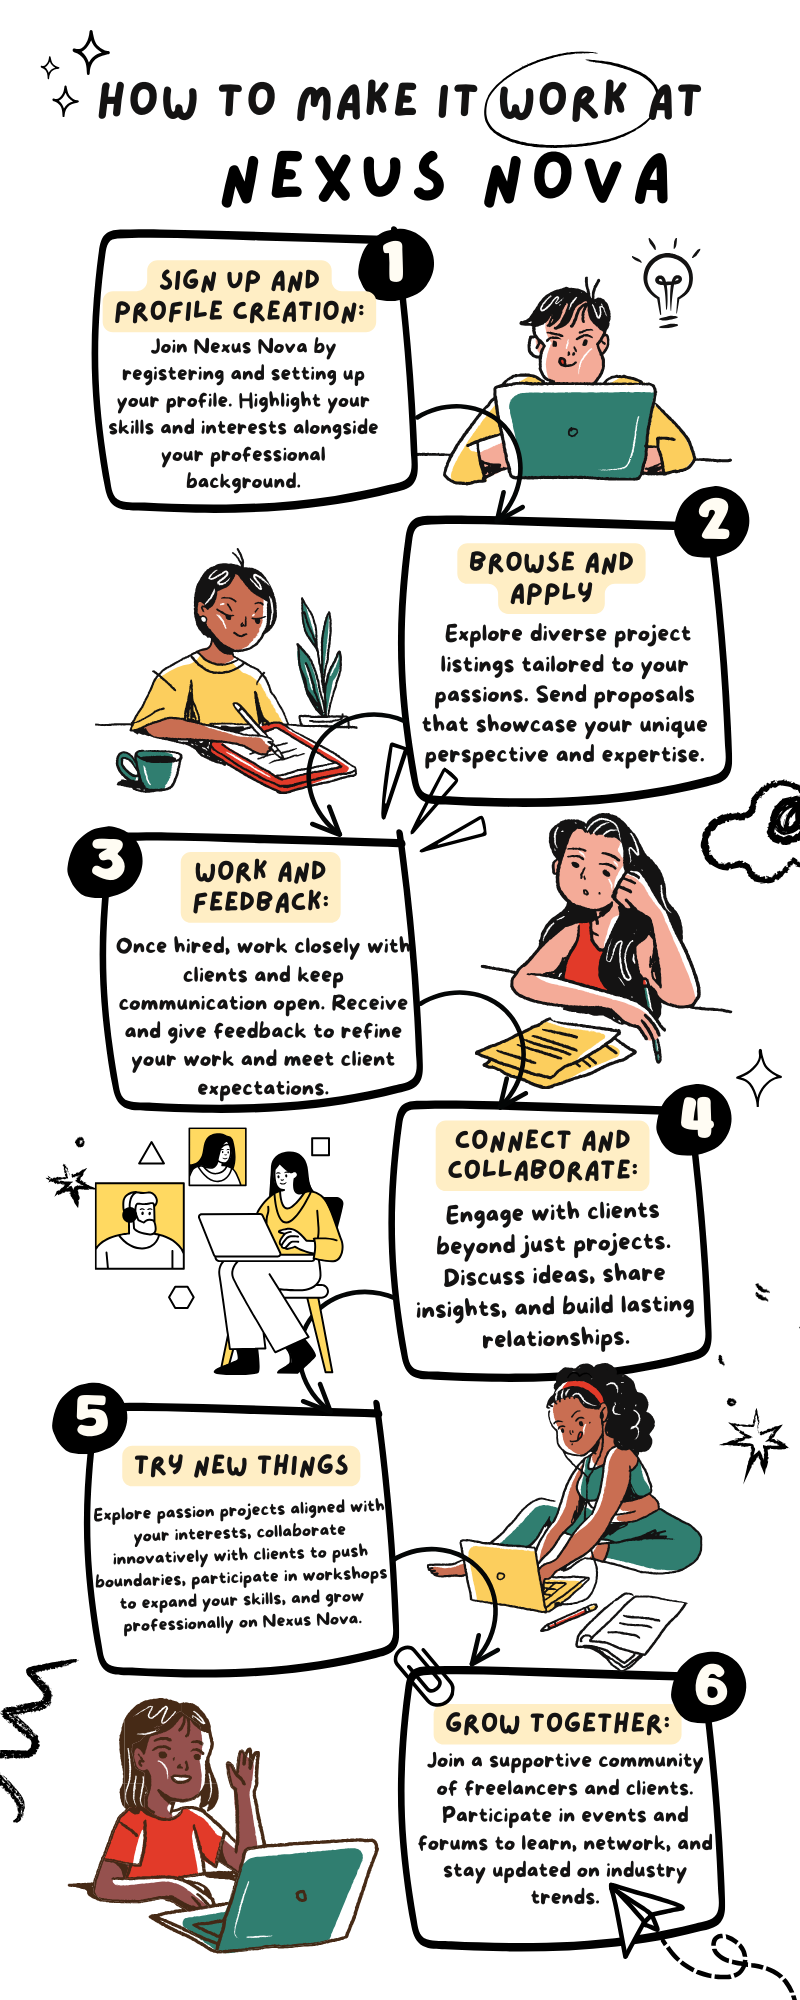 HOW TO MAKE IT WORK AT
NEXUS NOVA
1
SIGN UP AND
PROFILE CREATION:
Join Nexus Nova by
registering and setting up
your profile. Highlight your
skills and interests alongside
your professional
background.
2
BROWSE AND
APPLY
Explore diverse project
listings tailored to your
passions. Send proposals
that showcase your unique
perspective and expertise.
3
WORK AND
FEEDBACK:
Once hired, work closely with
clients and keep
communication open. Receive
and give feedback to refine
your work and meet client
expectations.
4
CONNECT AND
COLLABORATE:
Engage with clients
beyond just projects.
Discuss ideas, share
insights, and build lasting
relationships.
5
TRY NEW THINGS
Explore passion projects aligned with
your interests, collaborate
innovatively with clients to push
boundaries, participate in workshops
to expand your skills, and grow
professionally on Nexus Nova.
6
GROW TOGETHER:
Join a supportive community
of freelancers and clients.
Participate in events and
forums to learn, network, and
stay updated on industry
trends.